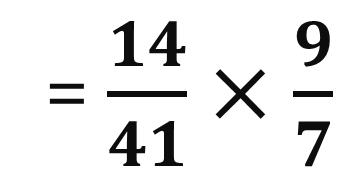 = 14/41 × 9/7